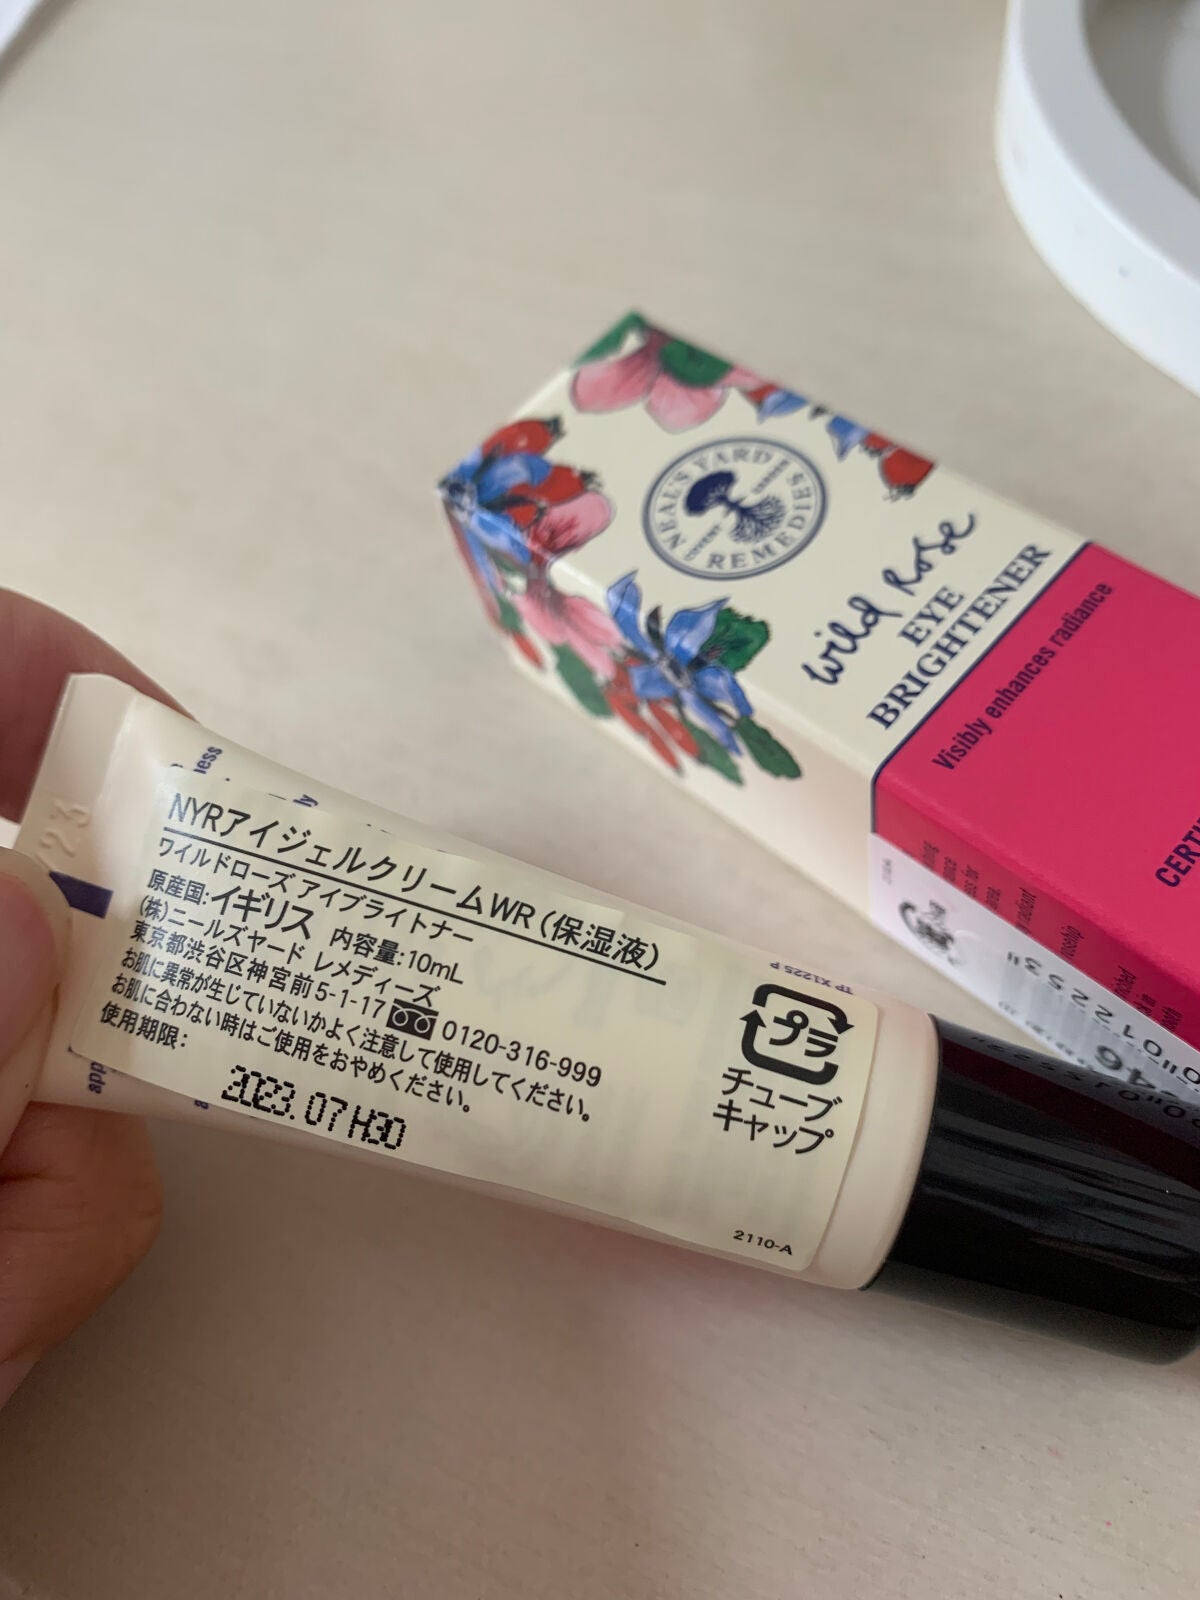 NEAL'S YARD REMEDIES
COVENT GARDEN
wild Rose
EYE
BRIGHTENER
Visibly enhances radiance
NYRアイジェルクリームWR(保湿液)
ワイルドローズ アイブライトナー
原産国:イギリス 内容量:10mL
(株)ニールズヤード レメディーズ
東京都渋谷区神宮前5-1-17 0120-316-999
お肌に異常が生じていないかよく注意して使用してください。
お肌に合わない時はご使用をおやめください。
使用期限:
2023.07H30
プラ
チューブ
キャップ
2110-A